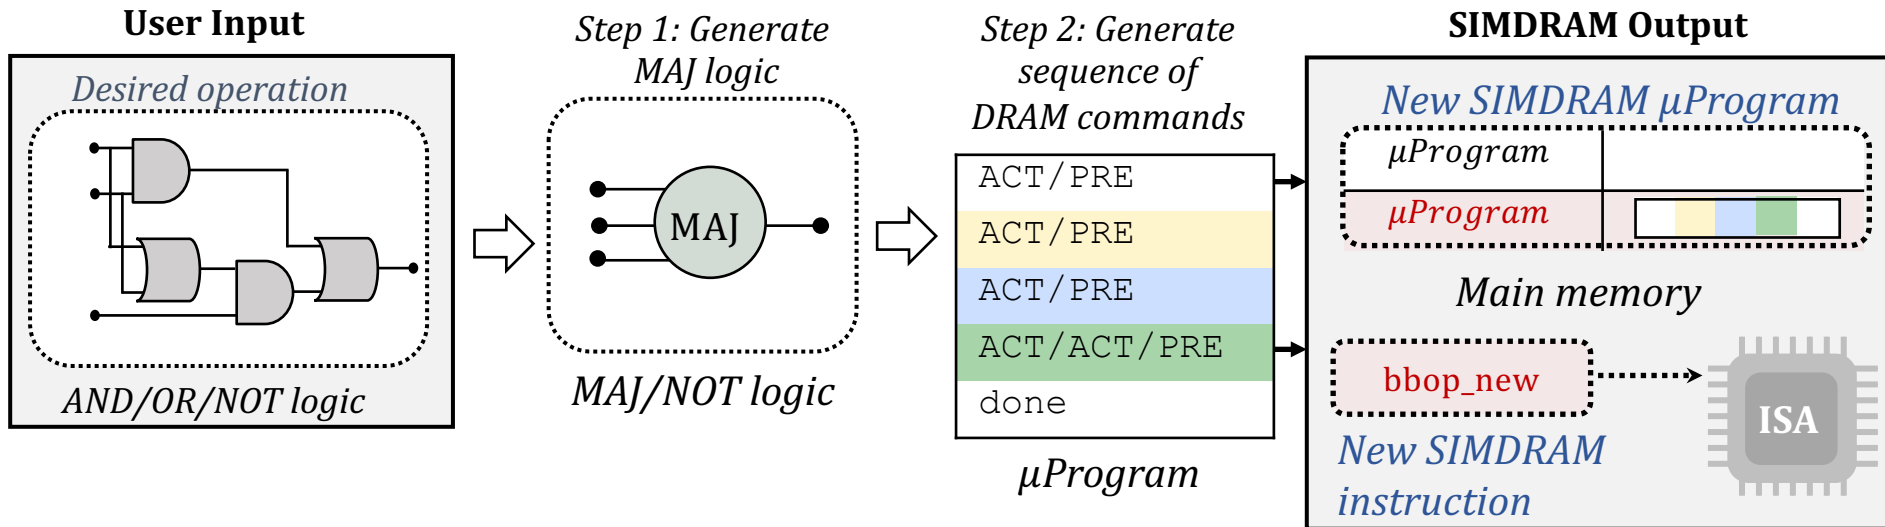 User Input
Desired operation
AND/OR/NOT logic
Step 1: Generate
MAJ logic
MAJ
MAJ/NOT logic
Step 2: Generate
sequence of
DRAM commands
ACT/PRE
ACT/PRE
ACT/PRE
ACT/ACT/PRE
done
μProgram
SIMDRAM Output
New SIMDRAM μProgram
μProgram
μProgram
Main memory
bbop_new
ISA
New SIMDRAM
instruction